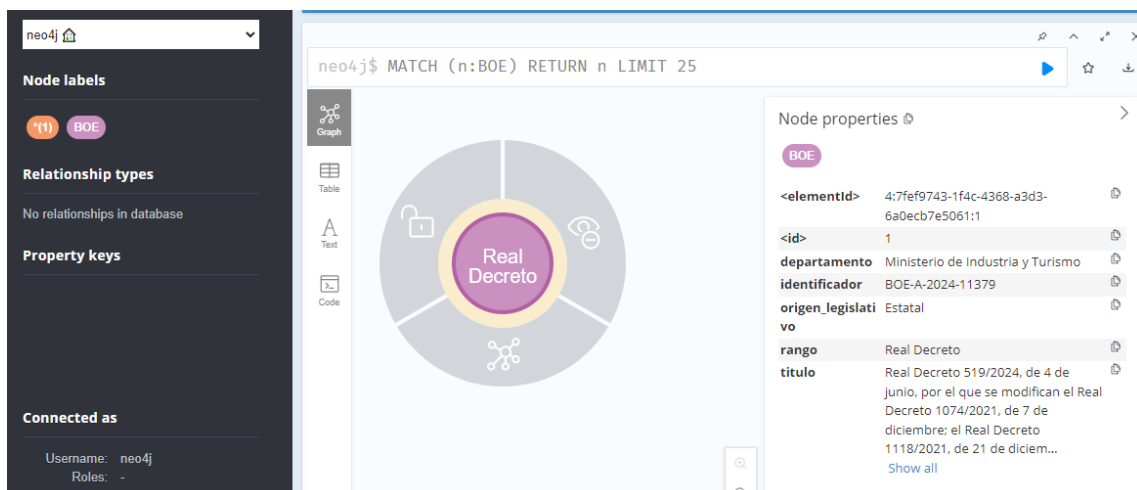 neo4j
Node labels
*(1) BOE
Relationship types
No relationships in database
Property keys
Connected as
Username: neo4j
Roles: -
neo4j$ MATCH (n:BOE) RETURN n LIMIT 25
Graph
Table
A
Text
Code
Real
Decreto
Node properties
BOE
<elementId> 4:7fef9743-1f4c-4368-a3d3-
6a0ecb7e5061:1
<id> 1
departamento Ministerio de Industria y Turismo
identificador BOE-A-2024-11379
origen_legislati Estatal
vo
rango Real Decreto
titulo Real Decreto 519/2024, de 4 de
junio, por el que se modifican el Real
Decreto 1074/2021, de 7 de
diciembre; el Real Decreto
1118/2021, de 21 de diciem...
Show all